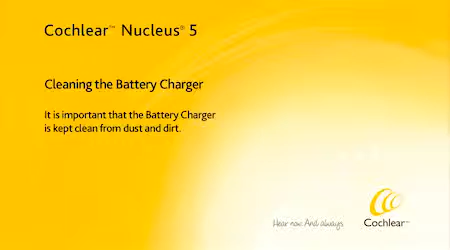 Cochlear™ Nucleus® 5
Cleaning the Battery Charger
It is important that the Battery Charger
is kept clean from dust and dirt.
Hear now. And always
Cochlear™